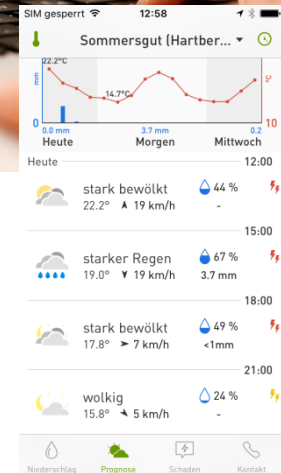 SIM gesperrt 12:58
Sommersgut (Hartber...
22.2°C
14.7°C
mm
°C
0
10
0.0 mm 3.7 mm 0.2
Heute Morgen Mittwoch
Heute 12:00
stark bewölkt 44 %
22.2° 19 km/h -
15:00
starker Regen 67 %
19.0° 19 km/h 3.7 mm
18:00
stark bewölkt 49 %
17.8° 7 km/h <1mm
21:00
wolkig 24 %
15.8° 5 km/h -
Niederschlag Prognose Schaden Kontakt